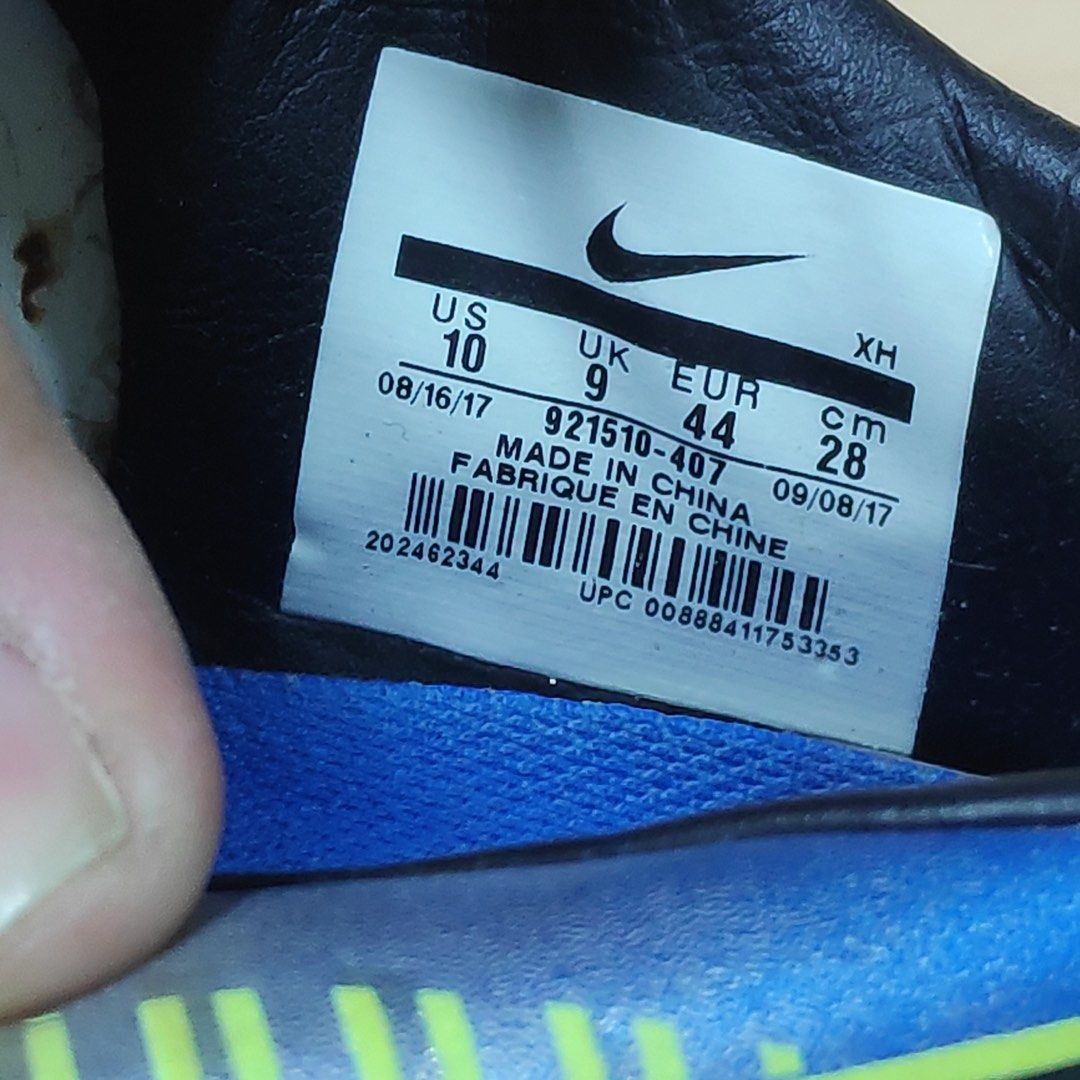 XH
US UK EUR cm
10 9 44 28
08/16/17 921510-407 09/08/17
MADE IN CHINA
FABRIQUE EN CHINE
202462344 UPC 00888411753353